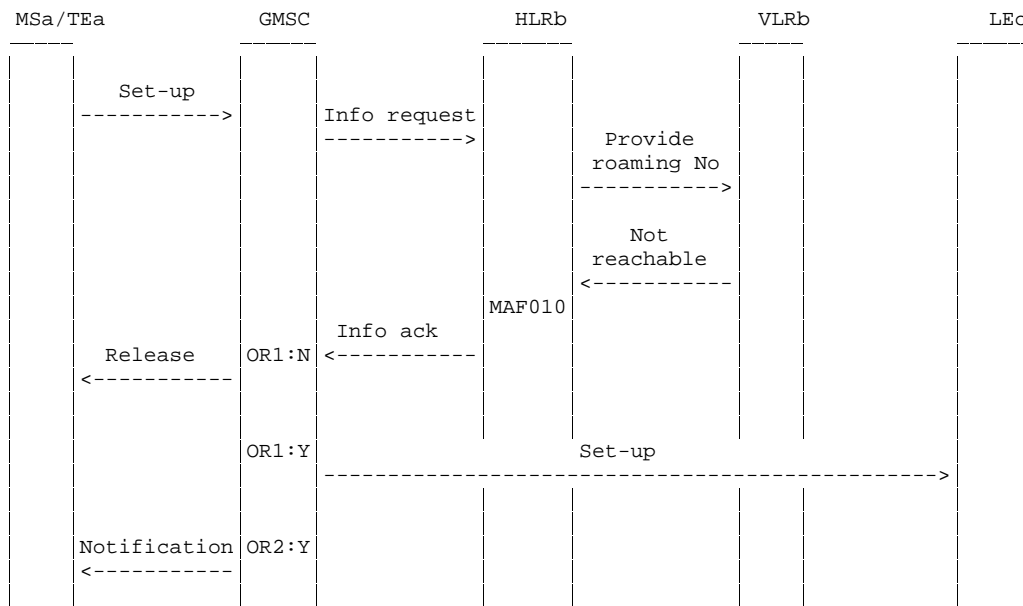 MSa/TEa GMSC HLRb VLRb LEc
Set-up
Info request
Provide
roaming No
Not
reachable
MAF010
Info ack
Release OR1:N
OR1:Y Set-up
Notification OR2:Y